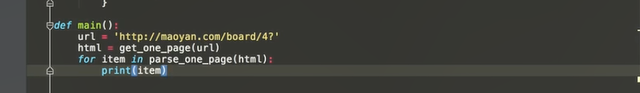 }
def main():
url = 'http://maoyan.com/board/4?'
html = get_one_page(url)
for item in parse_one_page(html):
print(item)